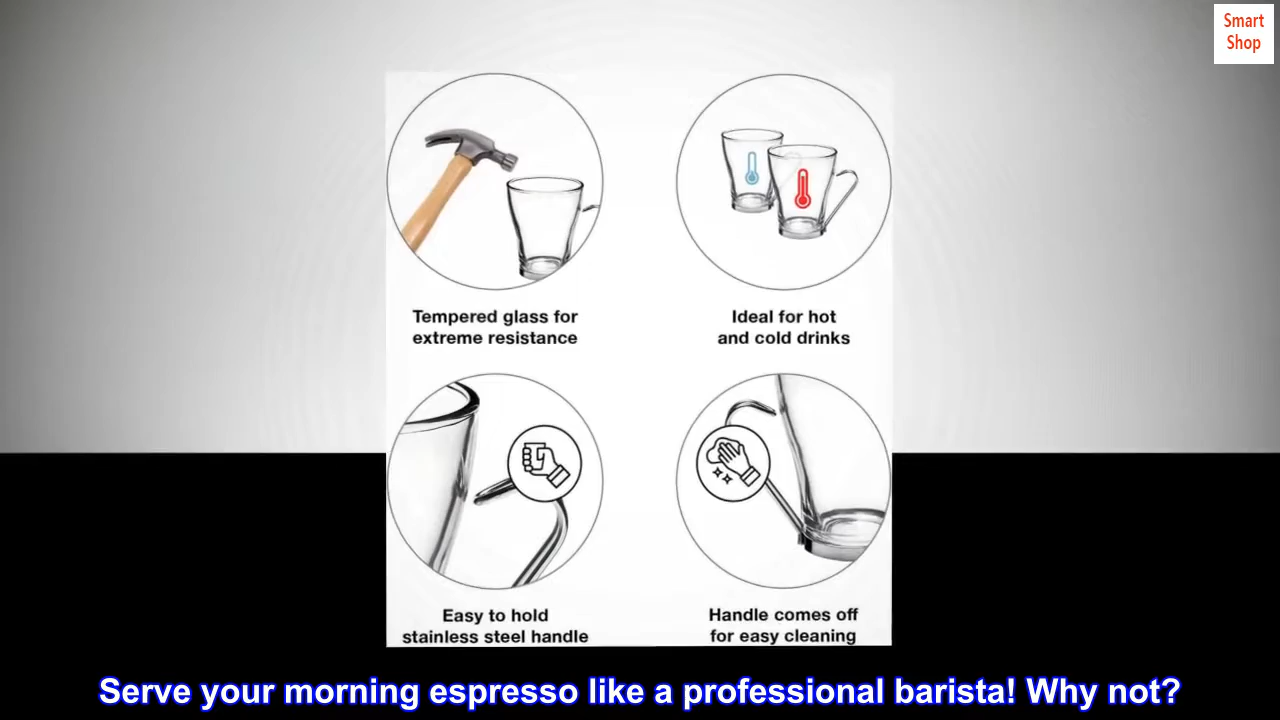 Smart
Shop
Tempered glass for
extreme resistance
Ideal for hot
and cold drinks
Easy to hold
stainless steel handle
Handle comes off
for easy cleaning
Serve your morning espresso like a professional barista! Why not?